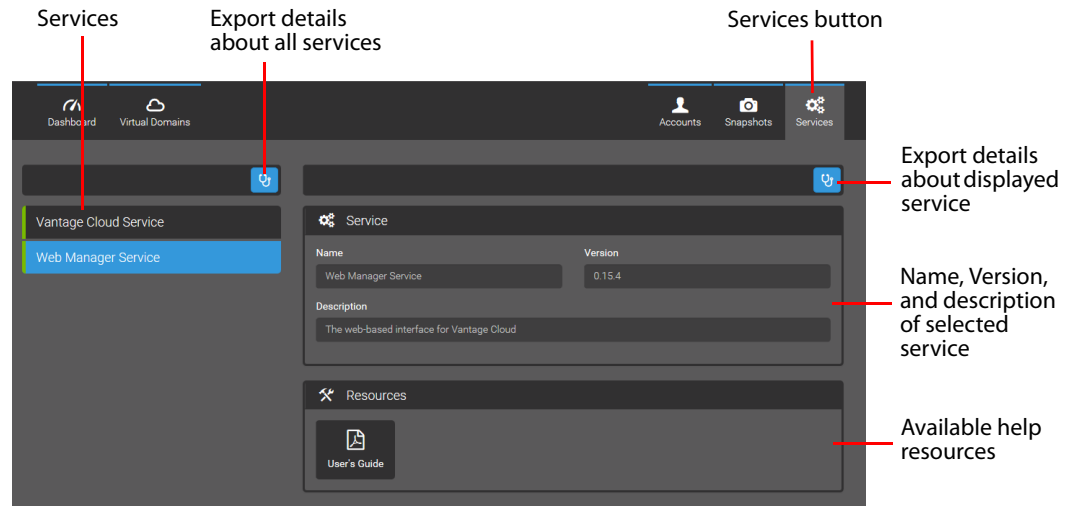 Services
Export details
about all services
Services button
Dashboard
Virtual Domains
Accounts
Snapshots
Services
Export details
about displayed
service
Vantage Cloud Service
Web Manager Service
Service
Name
Version
Web Manager Service
0.15.4
Description
The web-based interface for Vantage Cloud
Name, Version,
and description
of selected
service
Resources
User's Guide
Available help
resources